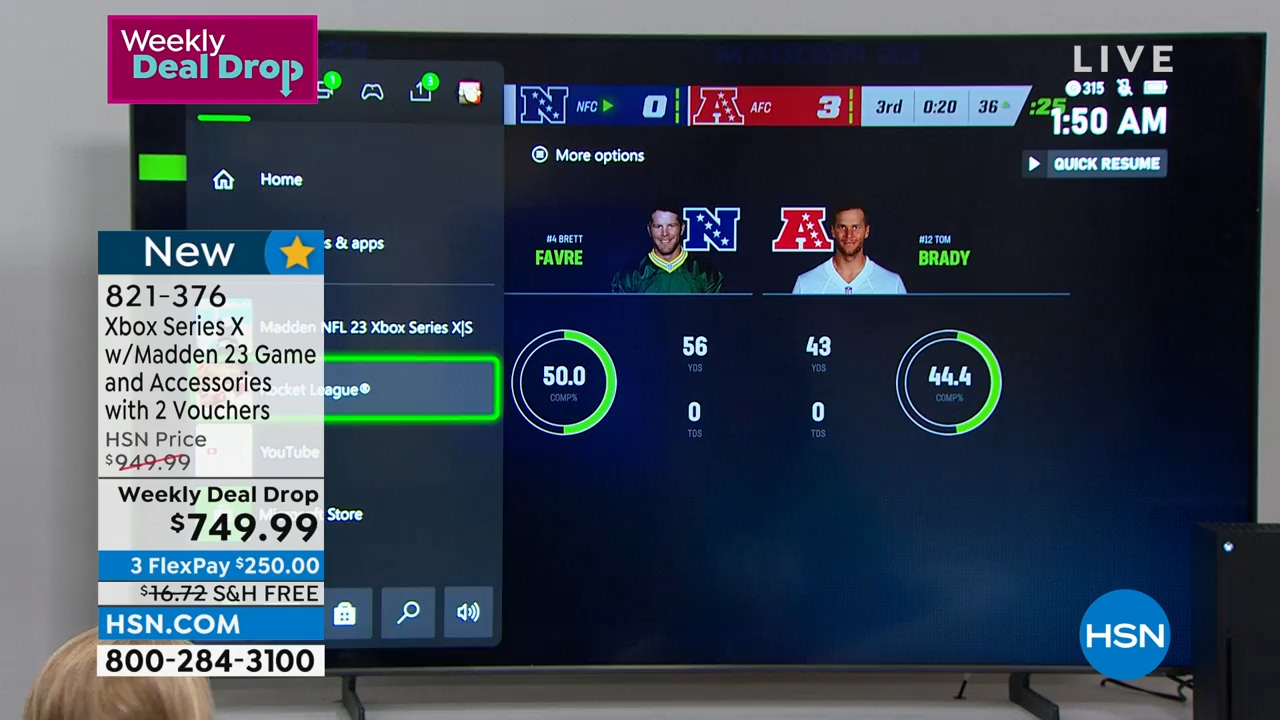 Weekly
Deal Drop
LIVE
1
3
NFC
0
AFC
3
3rd
0:20
36
:25
315
1:50 AM
More options
QUICK RESUME
Home
s & apps
#4 BRETT
FAVRE
#12 TOM
BRADY
New
821-376
Xbox Series X
w/Madden 23 Game
and Accessories
with 2 Vouchers
HSN Price
$949.99
Weekly Deal Drop
$749.99
3 FlexPay $250.00
$16.72 S&H FREE
HSN.COM
800-284-3100
Madden NFL 23 Xbox Series X|S
Rocket League®
YouTube
Store
50.0
COMP%
56
YDS
0
TDS
43
YDS
0
TDS
44.4
COMP%
HSN